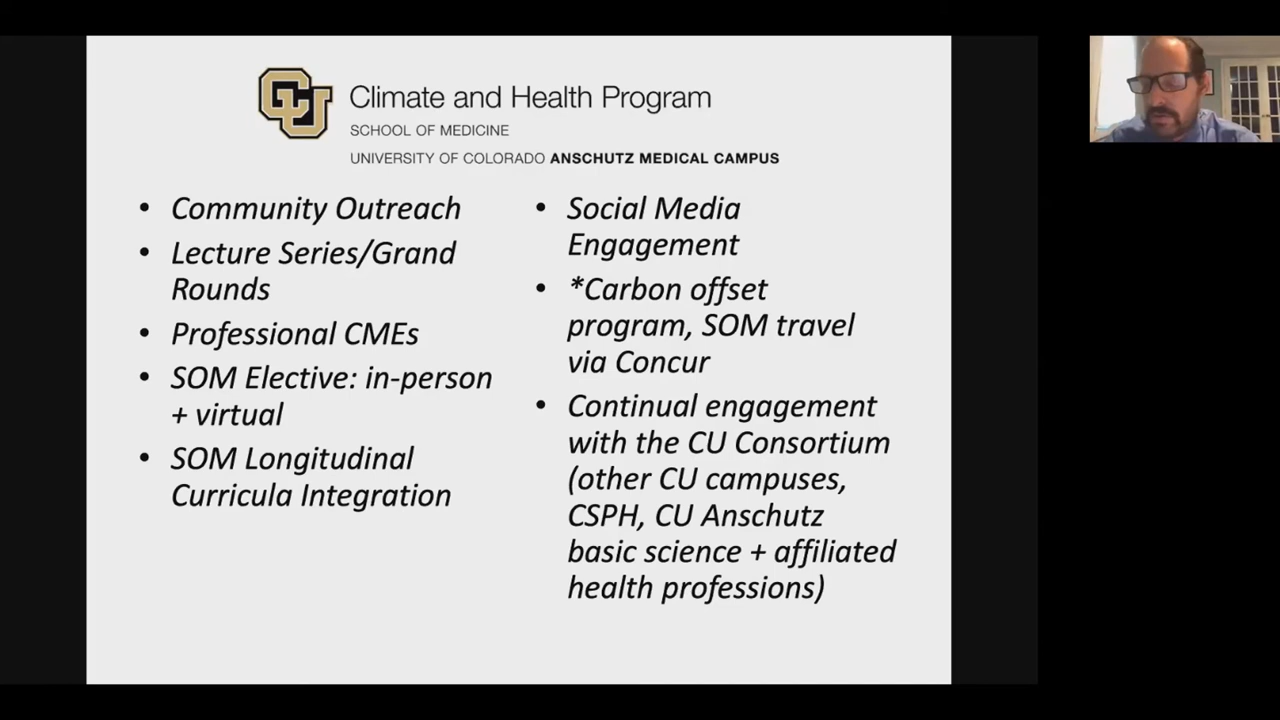 CU
Climate and Health Program
SCHOOL OF MEDICINE
UNIVERSITY OF COLORADO ANSCHUTZ MEDICAL CAMPUS
• Community Outreach
• Lecture Series/Grand
Rounds
• Professional CMEs
• SOM Elective: in-person
+ virtual
• SOM Longitudinal
Curricula Integration
• Social Media
Engagement
• *Carbon offset
program, SOM travel
via Concur
• Continual engagement
with the CU Consortium
(other CU campuses,
CSPH, CU Anschutz
basic science + affiliated
health professions)